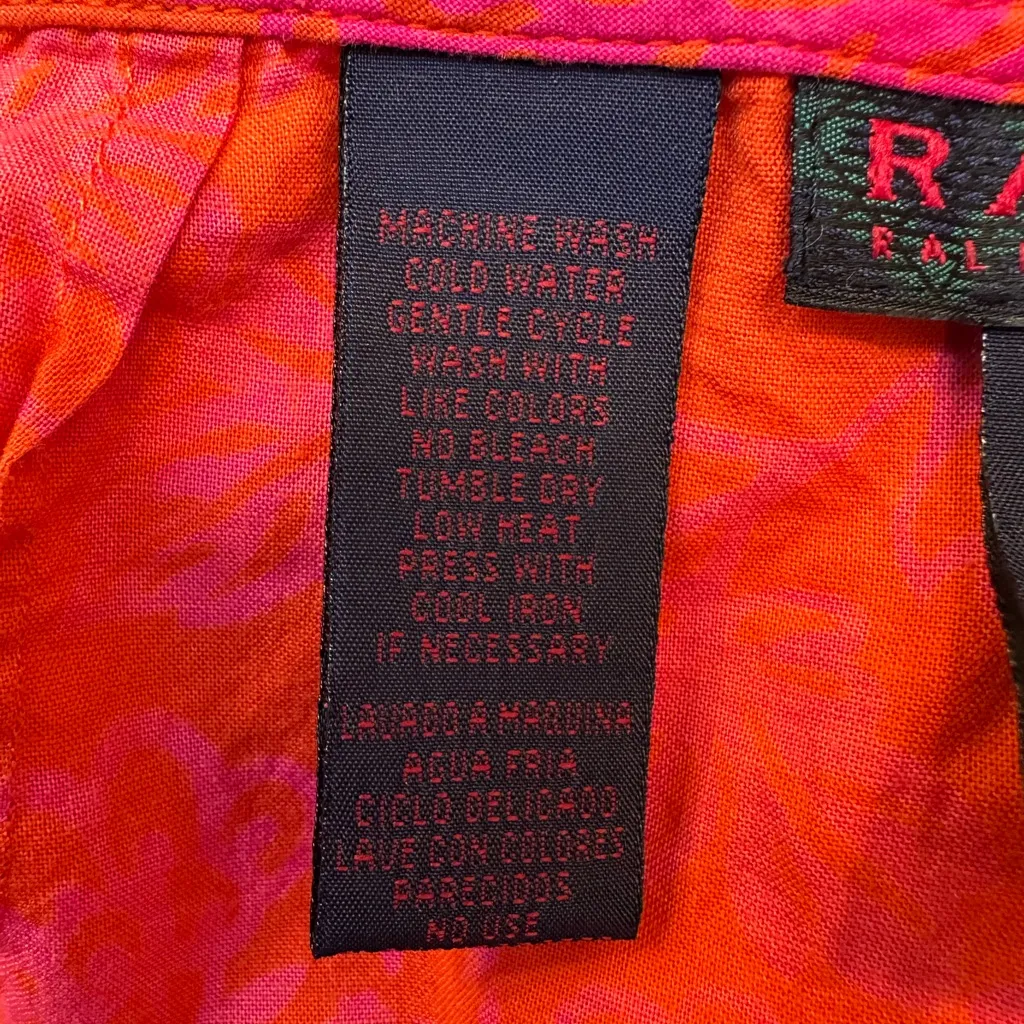 MACHINE WASH
COLD WATER
GENTLE CYCLE
WASH WITH
LIKE COLORS
NO BLEACH
TUMBLE DRY
LOW HEAT
PRESS WITH
COOL IRON
IF NECESSARY
LAVADO A MAQUINA
AGUA FRIA
CICLO DELICADO
LAVE CON COLORES
PARECIDOS
NO USE
RA
RAL